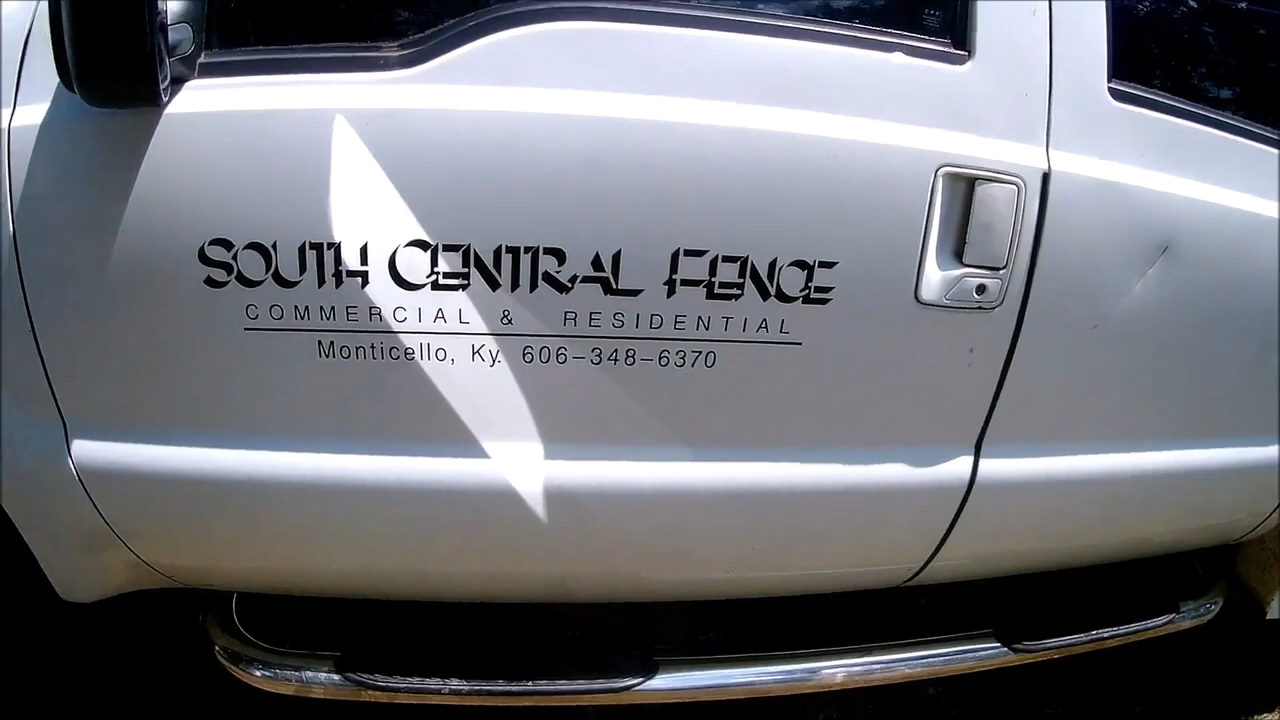 SOUTH CENTRAL FENCE
COMMERCIAL & RESIDENTIAL
Monticello, Ky. 606-348-6370